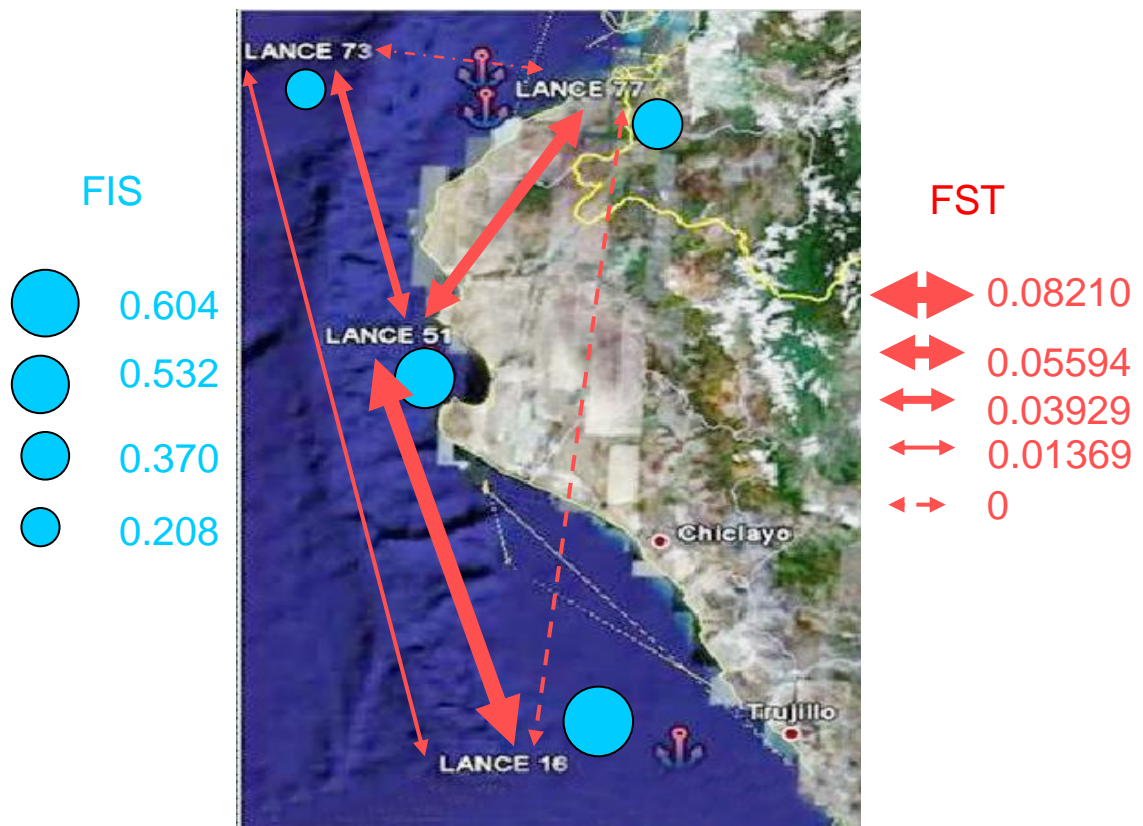 LANCE 73
LANCE 77
FIS
FST
0.604
0.532
0.370
0.208
0.08210
0.05594
0.03929
0.01369
0
LANCE 51
Chiclayo
Trujillo
LANCE 16